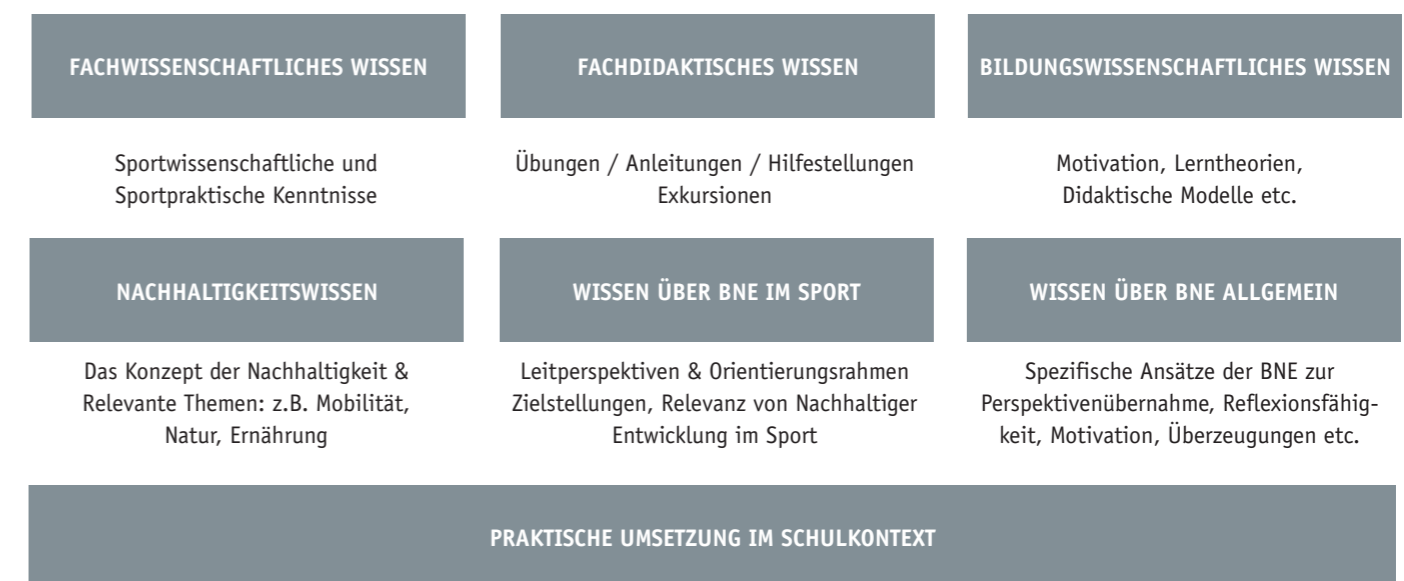 FACHWISSENSCHAFTLICHES WISSEN
FACHDIDAKTISCHES WISSEN
BILDUNGSWISSENSCHAFTLICHES WISSEN
Sportwissenschaftliche und
Sportpraktische Kenntnisse
Übungen / Anleitungen / Hilfestellungen
Exkursionen
Motivation, Lerntheorien,
Didaktische Modelle etc.
NACHHALTIGKEITSWISSEN
WISSEN ÜBER BNE IM SPORT
WISSEN ÜBER BNE ALLGEMEIN
Das Konzept der Nachhaltigkeit &
Relevante Themen: z.B. Mobilität,
Natur, Ernährung
Leitperspektiven & Orientierungsrahmen
Zielstellungen, Relevanz von Nachhaltiger
Entwicklung im Sport
Spezifische Ansätze der BNE zur
Perspektivenübernahme, Reflexionsfähig-
keit, Motivation, Überzeugungen etc.
PRAKTISCHE UMSETZUNG IM SCHULKONTEXT